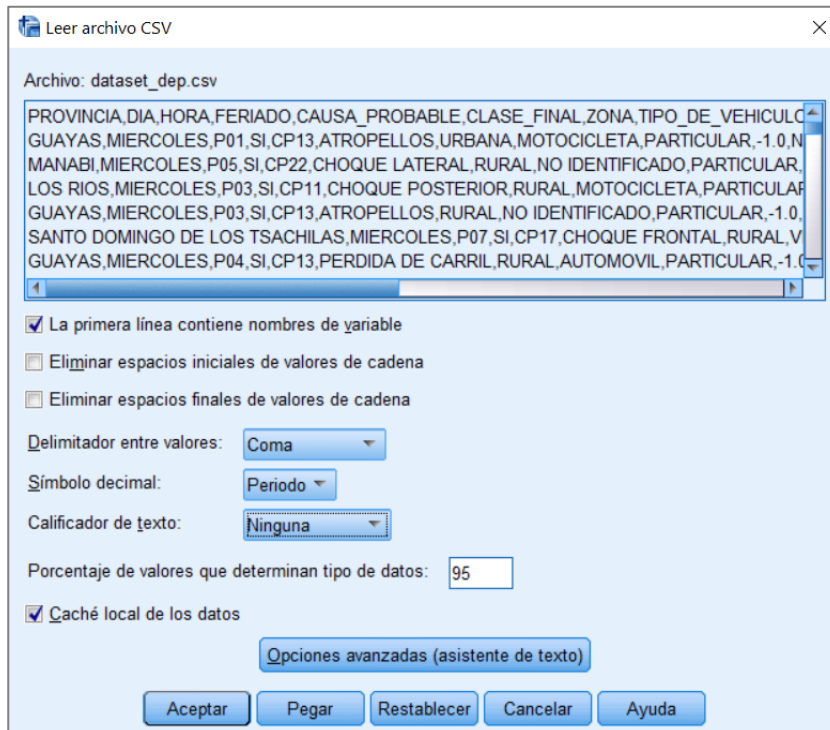 Leer archivo CSV
Archivo: dataset_dep.csv
PROVINCIA,DIA,HORA,FERIADO,CAUSA_PROBABLE,CLASE_FINAL,ZONA,TIPO_DE_VEHICULO
GUAYAS,MIERCOLES,P01,SI,CP13,ATROPELLOS,URBANA,MOTOCICLETA,PARTICULAR,-1.0,N
MANABI,MIERCOLES,P05,SI,CP22,CHOQUE LATERAL,RURAL,NO IDENTIFICADO,PARTICULAR,
LOS RIOS,MIERCOLES,P03,SI,CP11,CHOQUE POSTERIOR,RURAL,MOTOCICLETA,PARTICULAR
GUAYAS,MIERCOLES,P03,SI,CP13,ATROPELLOS,RURAL,NO IDENTIFICADO,PARTICULAR,-1.0,
SANTO DOMINGO DE LOS TSACHILAS,MIERCOLES,P07,SI,CP17,CHOQUE FRONTAL,RURAL,V
GUAYAS,MIERCOLES,P04,SI,CP13,PERDIDA DE CARRIL,RURAL,AUTOMOVIL,PARTICULAR,-1.0
La primera línea contiene nombres de variable
Eliminar espacios iniciales de valores de cadena
Eliminar espacios finales de valores de cadena
Delimitador entre valores: Coma
Símbolo decimal: Periodo
Calificador de texto: Ninguna
Porcentaje de valores que determinan tipo de datos: 95
Caché local de los datos
Opciones avanzadas (asistente de texto)
Aceptar Pegar Restablecer Cancelar Ayuda